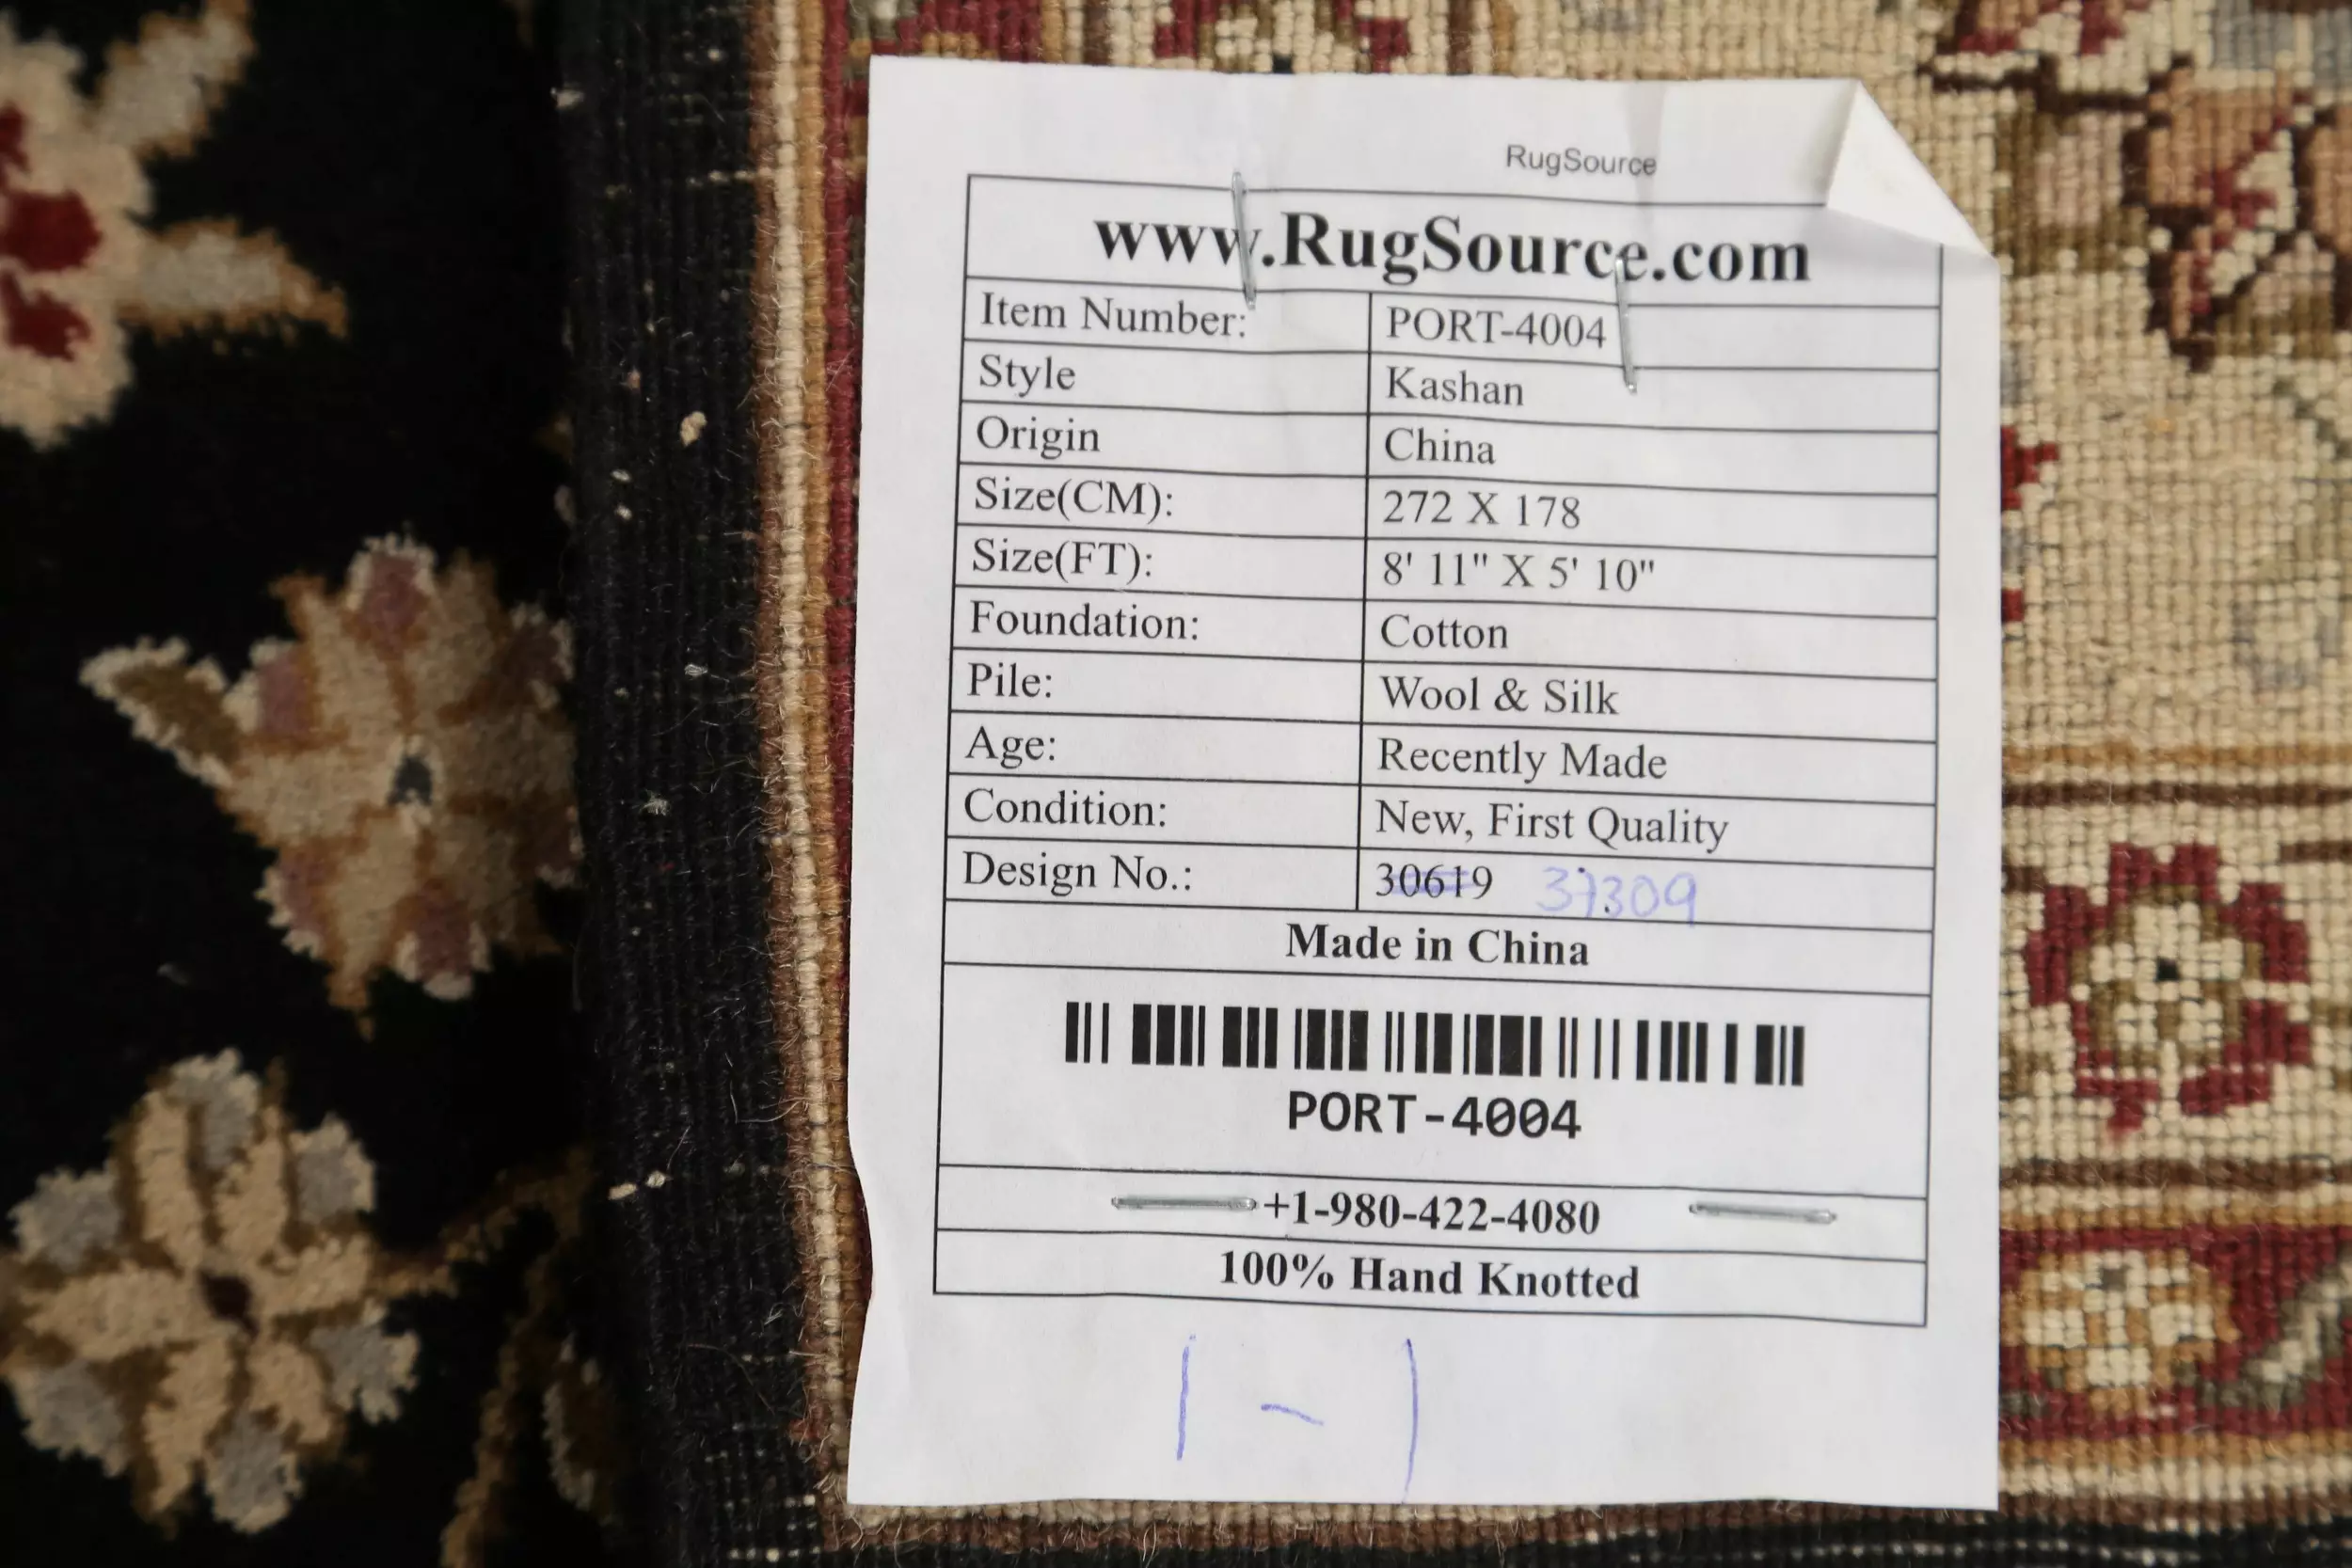 RugSource
www.RugSource.com
Item Number: PORT-4004
Style Kashan
Origin China
Size(CM): 272 X 178
Size(FT): 8' 11" X 5' 10"
Foundation: Cotton
Pile: Wool & Silk
Age: Recently Made
Condition: New, First Quality
Design No.: 30619 37309
Made in China
PORT-4004
+1-980-422-4080
100% Hand Knotted
1-1